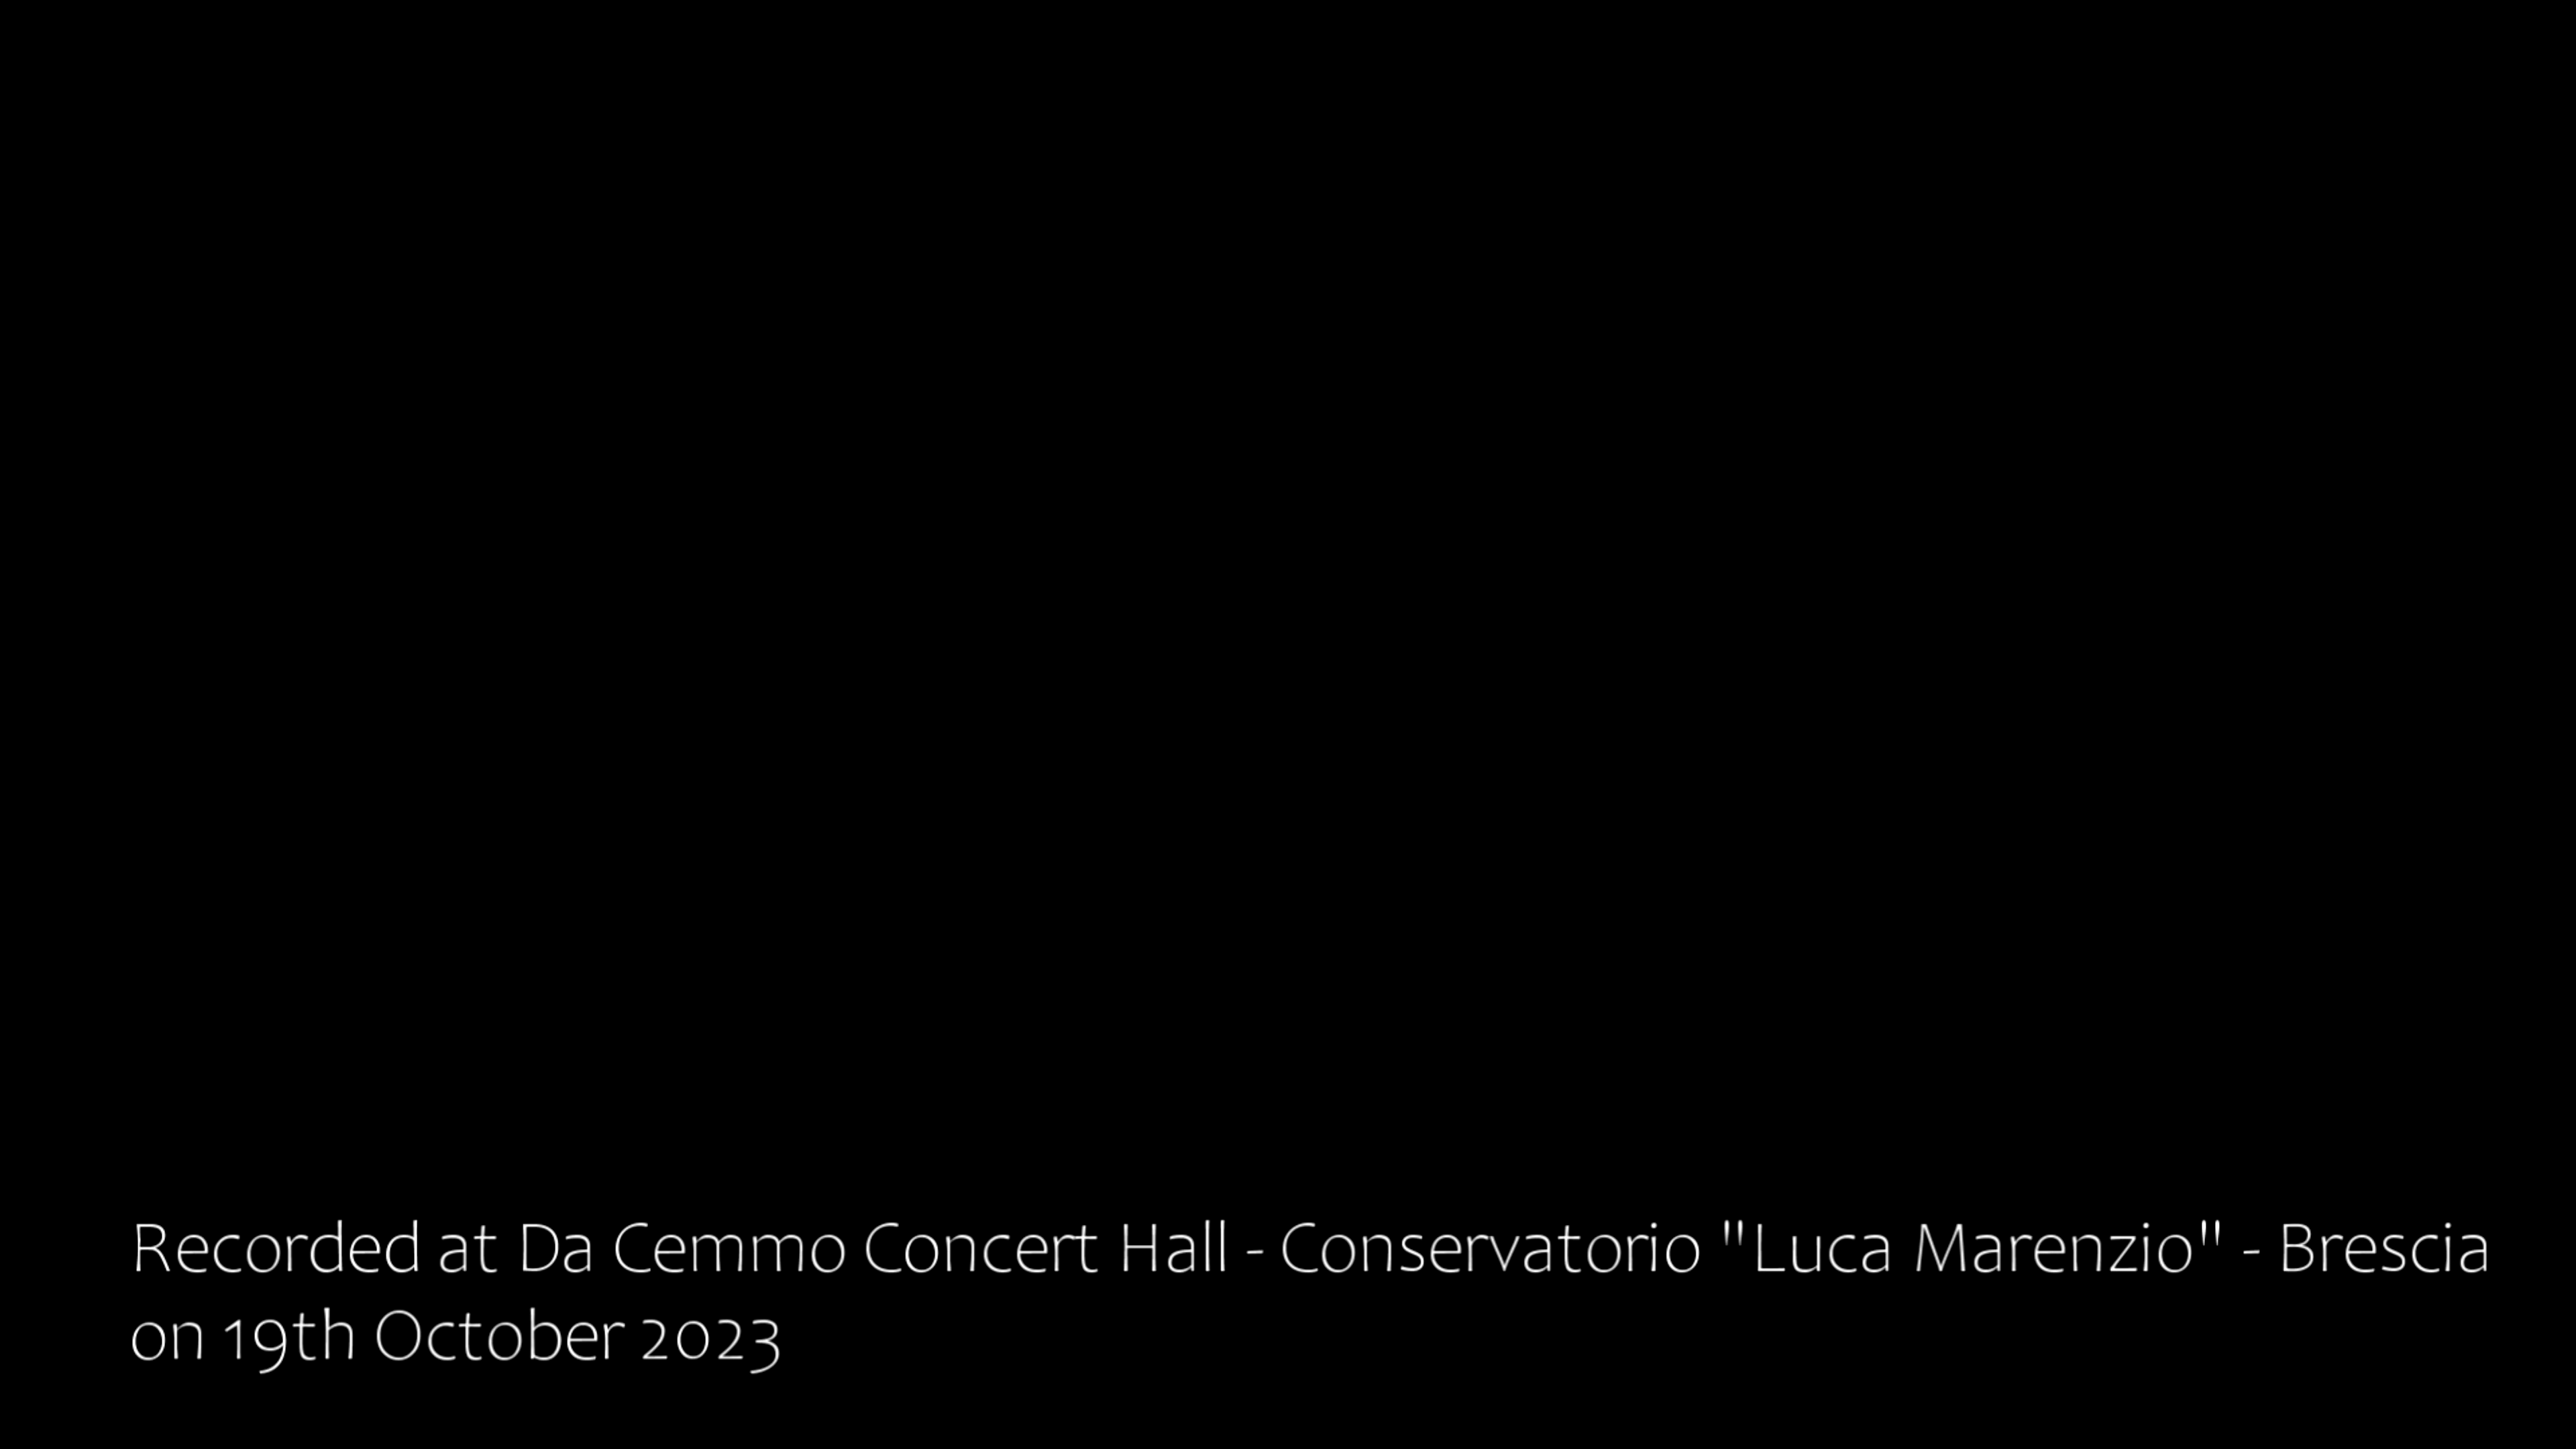 Recorded at Da Cemmo Concert Hall - Conservatorio "Luca Marenzio" - Brescia
on 19th October 2023